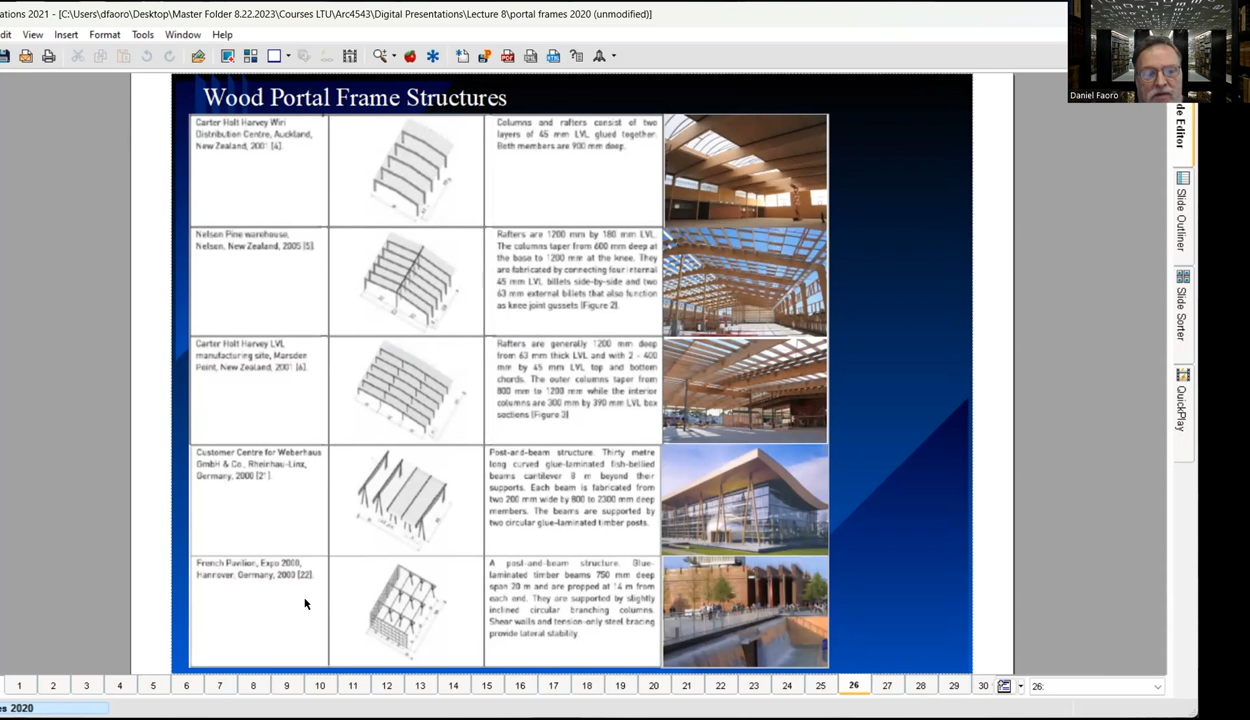 ations 2021 - [C:\Users\dfaoro\Desktop\Master Folder 8.22.2023\Courses LTU\Arc4543\Digital Presentations\Lecture 8\portal frames 2020 (unmodified)]
dit View Insert Format Tools Window Help
Daniel Faoro
Wood Portal Frame Structures
Carter Holt Harvey Wiri
Distribution Centre, Auckland,
New Zealand, 2001 [4].
Columns and rafters consist of two
layers of 45 mm LVL glued together.
Both members are 900 mm deep.
Nelson Pine warehouse,
Nelson, New Zealand, 2005 [5].
Rafters are 1200 mm by 180 mm LVL.
The columns taper from 600 mm deep at
the base to 1200 mm at the knee. They
are fabricated by connecting four internal
45 mm LVL billets side-by-side and two
63 mm external billets that also function
as knee joint gussets (Figure 2).
Carter Holt Harvey LVL
manufacturing site, Marsden
Point, New Zealand, 2001 [6].
Rafters are generally 1200 mm deep
from 63 mm thick LVL and with 2 - 400
mm by 45 mm LVL top and bottom
chords. The outer columns taper from
800 mm to 1200 mm while the interior
columns are 300 mm by 390 mm LVL box
sections (Figure 3)
Customer Centre for Weberhaus
GmbH & Co., Rheinhau-Linx,
Germany, 2000
Post-and-beam structure. Thirty metre
long curved glue-laminated fish-bellied
beams cantilever 8 m beyond their
supports. Each beam is fabricated from
two 200 mm wide by 800 to 2300 mm deep
members. The beams are supported by
two circular glue-laminated timber posts.
French Pavilion, Expo 2000,
Hannover, Germany, [22].
A post-and-beam structure. Glue-
laminated timber beams 750 mm deep
span 20 m and are propped at 14 m from
each end. They are supported by slightly
inclined circular branching columns.
Shear walls and tension-only steel bracing
provide lateral stability
de Editor
Slide Outliner
Slide Sorter
QuickPlay
1 2 3 4 5 6 7 8 9 10 11 12 13 14 15 16 17 18 19 20 21 22 23 24 25 26 27 28 29 30 26:
es 2020